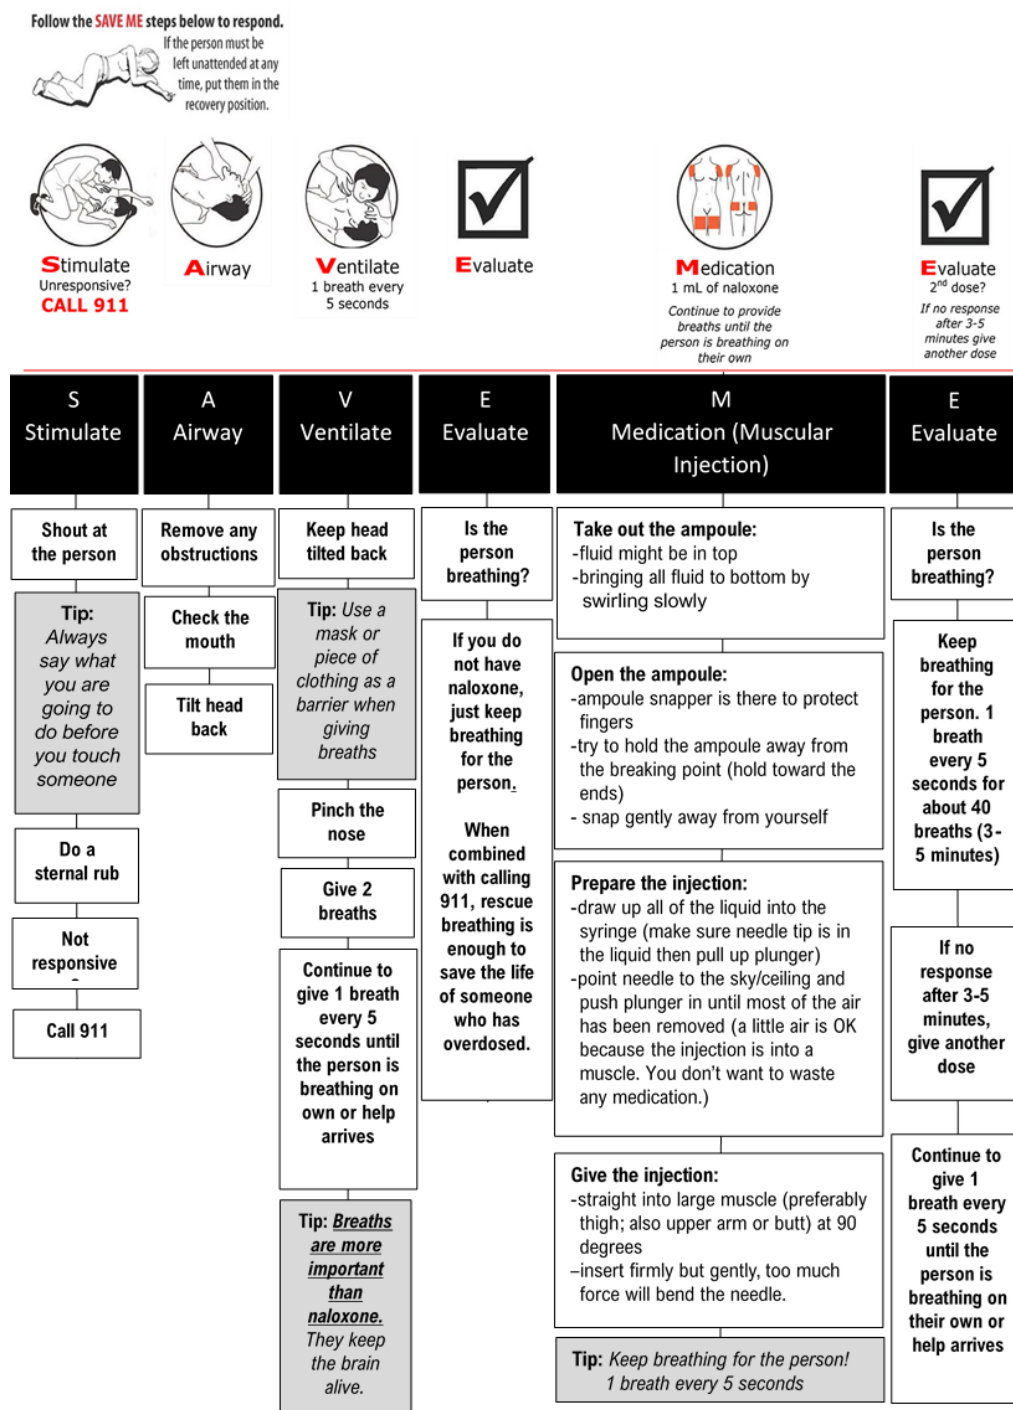 Follow the SAVE ME steps below to respond.
If the person must be
left unattended at any
time, put them in the
recovery position.
Stimulate
Unresponsive?
CALL 911
Airway
Ventilate
1 breath every
5 seconds
Evaluate
Medication
1 mL of naloxone
Continue to provide
breaths until the
person is breathing on
their own
Evaluate
2nd dose?
If no response
after 3-5
minutes give
another dose
S
Stimulate
A
Airway
V
Ventilate
E
Evaluate
M
Medication (Muscular
Injection)
E
Evaluate
Shout at
the person
Tip:
Always
say what
you are
going to
do before
you touch
someone
Do a
sternal rub
Not
responsive
Call 911
Remove any
obstructions
Check the
mouth
Tilt head
back
Keep head
tilted back
Tip: Use a
mask or
piece of
clothing as a
barrier when
giving
breaths
Pinch the
nose
Give 2
breaths
Continue to
give 1 breath
every 5
seconds until
the person is
breathing on
own or help
arrives
Tip: Breaths
are more
important
than
naloxone.
They keep
the brain
alive.
Is the
person
breathing?
If you do
not have
naloxone,
just keep
breathing
for the
person.
When
combined
with calling
911, rescue
breathing is
enough to
save the life
of someone
who has
overdosed.
Take out the ampoule:
-fluid might be in top
-bringing all fluid to bottom by
swirling slowly
Open the ampoule:
-ampoule snapper is there to protect
fingers
-try to hold the ampoule away from
the breaking point (hold toward the
ends)
- snap gently away from yourself
Prepare the injection:
-draw up all of the liquid into the
syringe (make sure needle tip is in
the liquid then pull up plunger)
-point needle to the sky/ceiling and
push plunger in until most of the air
has been removed (a little air is OK
because the injection is into a
muscle. You don't want to waste
any medication.)
Give the injection:
-straight into large muscle (preferably
thigh; also upper arm or butt) at 90
degrees
–insert firmly but gently, too much
force will bend the needle.
Tip: Keep breathing for the person!
1 breath every 5 seconds
Is the
person
breathing?
Keep
breathing
for the
person. 1
breath
every 5
seconds for
about 40
breaths (3-
5 minutes)
If no
response
after 3-5
minutes,
give another
dose
Continue to
give 1
breath every
5 seconds
until the
person is
breathing on
their own or
help arrives